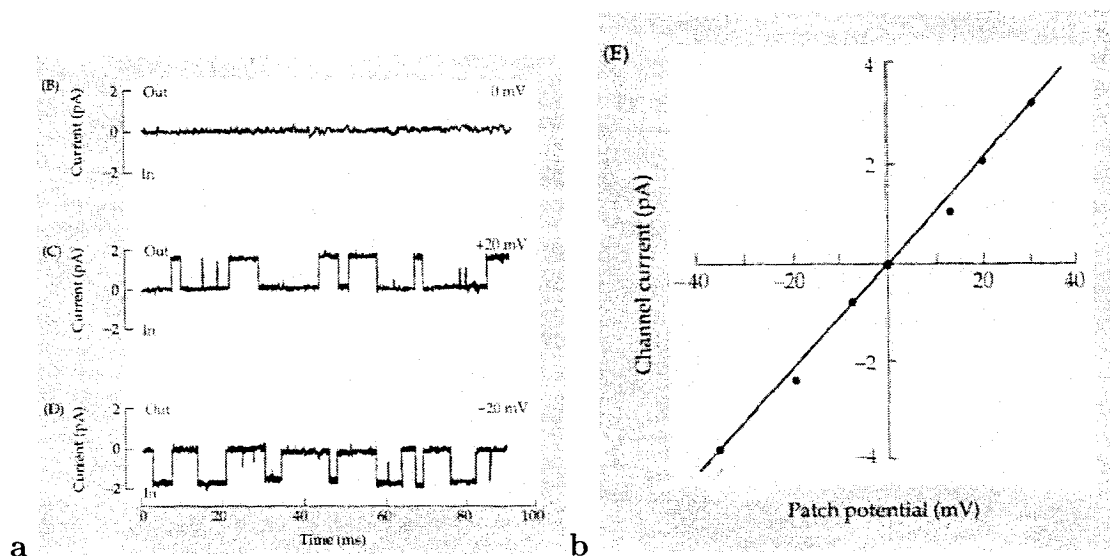 (B)
Current (pA)
2
0
−2
Out
In
0 mV
(C)
Current (pA)
2
0
−2
Out
In
+20 mV
(D)
Current (pA)
2
0
−2
Out
In
−20 mV
0 20 40 60 80 100
Time (ms)
a
(E)
Channel current (pA)
4
2
−40 −20 20 40
−2
−4
Patch potential (mV)
b